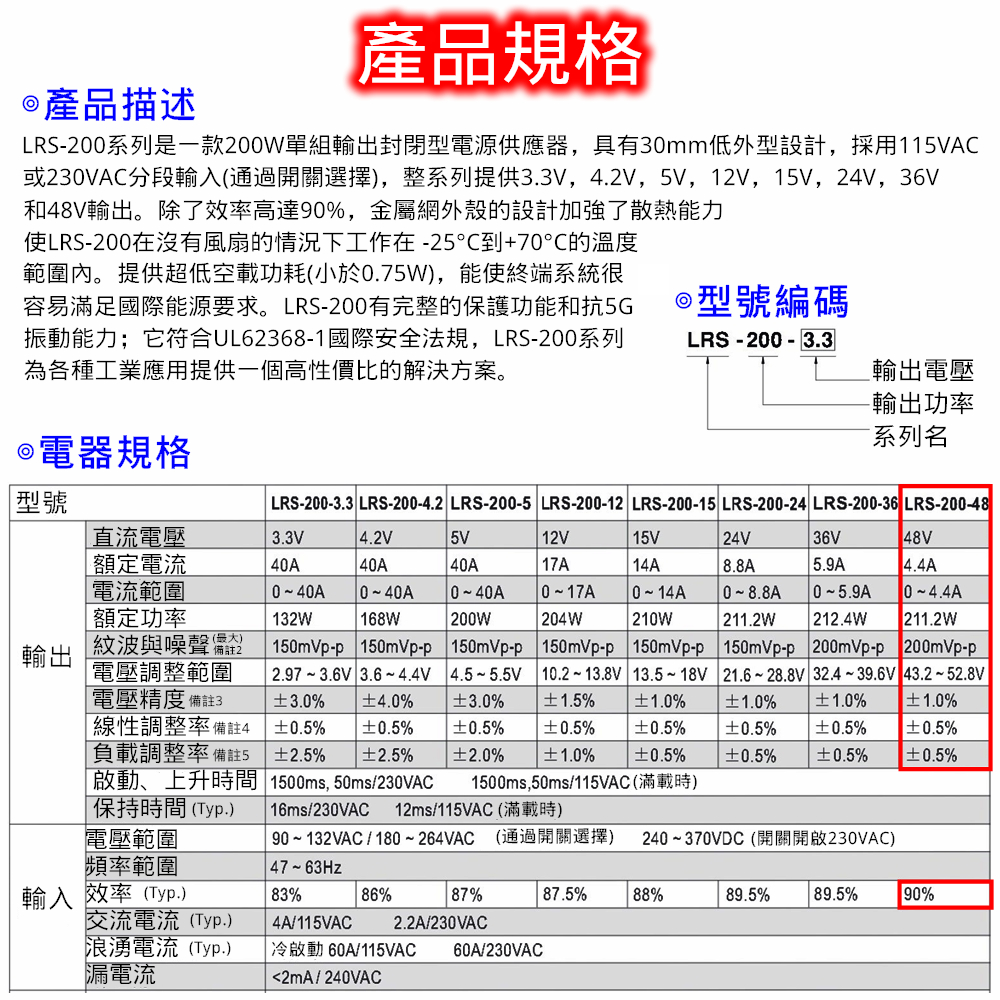 產品規格
◎產品描述
LRS-200系列是一款200W單組輸出封閉型電源供應器，具有30mm低外型設計，採用115VAC
或230VAC分段輸入(通過開關選擇)，整系列提供3.3V，4.2V，5V，12V，15V，24V，36V
和48V輸出。除了效率高達90%，金屬網外殼的設計加強了散熱能力
使LRS-200在沒有風扇的情況下工作在 -25°C到+70°C的溫度
範圍內。提供超低空載功耗(小於0.75W)，能使終端系統很
容易滿足國際能源要求。LRS-200有完整的保護功能和抗5G
振動能力；它符合UL62368-1國際安全法規，LRS-200系列
為各種工業應用提供一個高性價比的解決方案。
◎型號編碼
LRS - 200 - 3.3
輸出電壓
輸出功率
系列名
◎電器規格
型號 LRS-200-3.3 LRS-200-4.2 LRS-200-5 LRS-200-12 LRS-200-15 LRS-200-24 LRS-200-36 LRS-200-48
輸出
直流電壓 3.3V 4.2V 5V 12V 15V 24V 36V 48V
額定電流 40A 40A 40A 17A 14A 8.8A 5.9A 4.4A
電流範圍 0~40A 0~40A 0~40A 0~17A 0~14A 0~8.8A 0~5.9A 0~4.4A
額定功率 132W 168W 200W 204W 210W 211.2W 212.4W 211.2W
紋波與噪聲 (最大) 備註2 150mVp-p 150mVp-p 150mVp-p 150mVp-p 150mVp-p 150mVp-p 200mVp-p 200mVp-p
電壓調整範圍 2.97~3.6V 3.6~4.4V 4.5~5.5V 10.2~13.8V 13.5~18V 21.6~28.8V 32.4~39.6V 43.2~52.8V
電壓精度 備註3 ±3.0% ±4.0% ±3.0% ±1.5% ±1.0% ±1.0% ±1.0% ±1.0%
線性調整率 備註4 ±0.5% ±0.5% ±0.5% ±0.5% ±0.5% ±0.5% ±0.5% ±0.5%
負載調整率 備註5 ±2.5% ±2.5% ±2.0% ±1.0% ±0.5% ±0.5% ±0.5% ±0.5%
啟動、上升時間 1500ms, 50ms/230VAC 1500ms,50ms/115VAC(滿載時)
保持時間 (Typ.) 16ms/230VAC 12ms/115VAC (滿載時)
輸入
電壓範圍 90~132VAC / 180~264VAC (通過開關選擇) 240~370VDC (開關開啟230VAC)
頻率範圍 47~63Hz
效率 (Typ.) 83% 86% 87% 87.5% 88% 89.5% 89.5% 90%
交流電流 (Typ.) 4A/115VAC 2.2A/230VAC
浪湧電流 (Typ.) 冷啟動 60A/115VAC 60A/230VAC
漏電流 <2mA / 240VAC